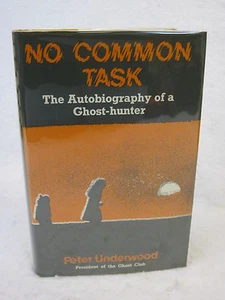 NO COMMON
TASK
The Autobiography of a
Ghost-hunter
Peter Underwood
President of the Ghost Club